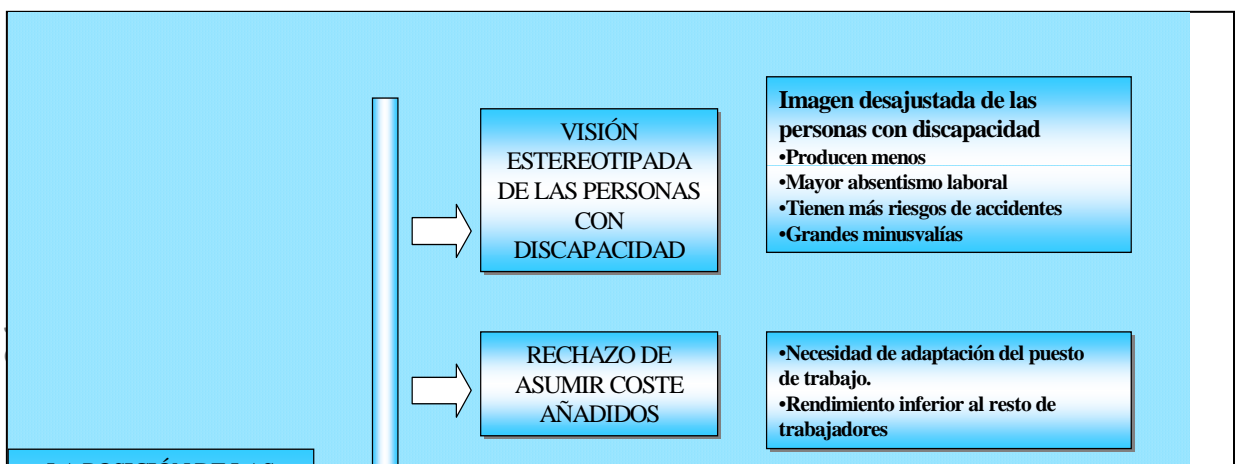 VISIÓN
ESTEREOTIPADA
DE LAS PERSONAS
CON
DISCAPACIDAD
Imagen desajustada de las
personas con discapacidad
•Producen menos
•Mayor absentismo laboral
•Tienen más riesgos de accidentes
•Grandes minusvalías
RECHAZO DE
ASUMIR COSTE
AÑADIDOS
•Necesidad de adaptación del puesto
de trabajo.
•Rendimiento inferior al resto de
trabajadores